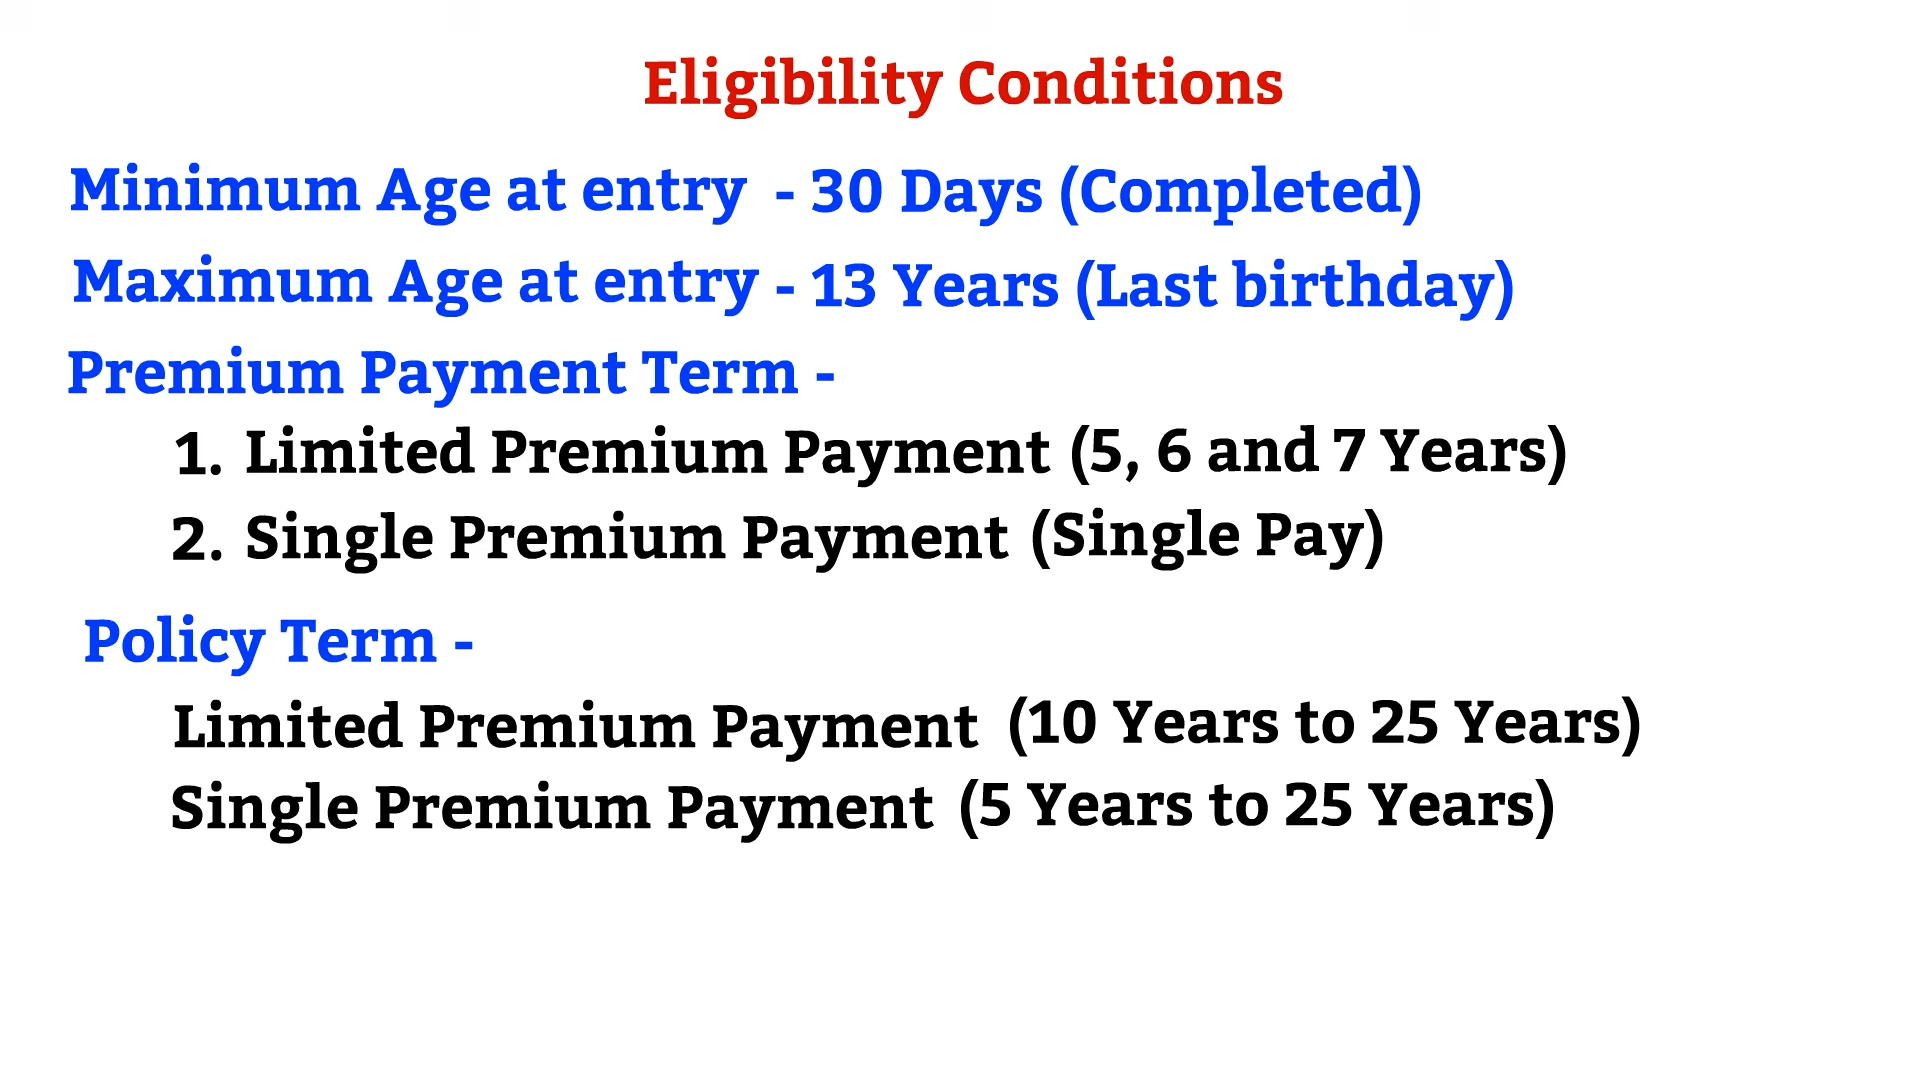 Eligibility Conditions
Minimum Age at entry - 30 Days (Completed)
Maximum Age at entry - 13 Years (Last birthday)
Premium Payment Term -
1. Limited Premium Payment (5, 6 and 7 Years)
2. Single Premium Payment (Single Pay)
Policy Term -
Limited Premium Payment (10 Years to 25 Years)
Single Premium Payment (5 Years to 25 Years)